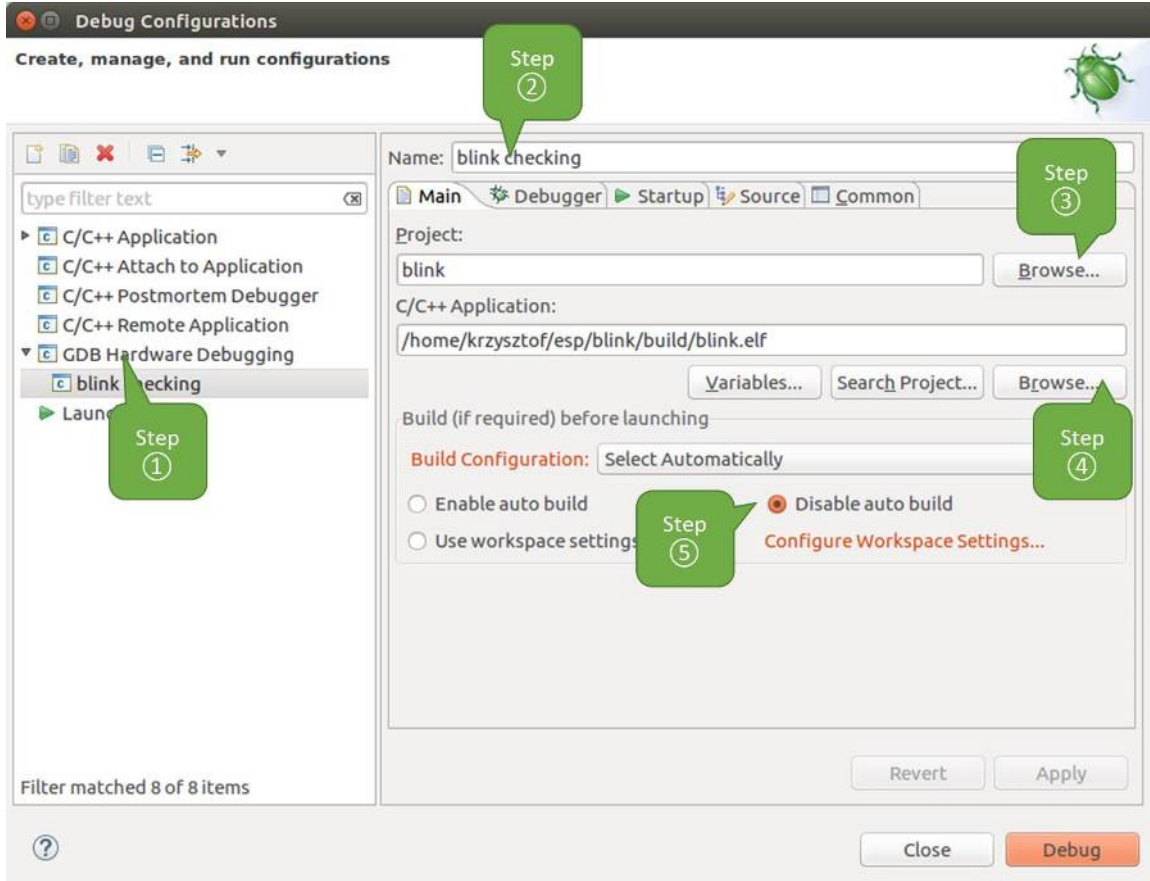 Debug Configurations
Create, manage, and run configurations
Step
②
Name: blink checking
type filter text
C/C++ Application
C/C++ Attach to Application
C/C++ Postmortem Debugger
C/C++ Remote Application
GDB Hardware Debugging
blink
Step
①
Filter matched 8 of 8 items
Main Debugger Startup Source Common
Step
③
Project:
blink
Browse...
C/C++ Application:
/home/krzysztof/esp/blink/build/blink.elf
Variables... Search Project... Browse...
Step
④
Build (if required) before launching
Build Configuration: Select Automatically
Enable auto build
Disable auto build
Step
⑤
Use workspace settings
Configure Workspace Settings...
Revert Apply
? Close Debug